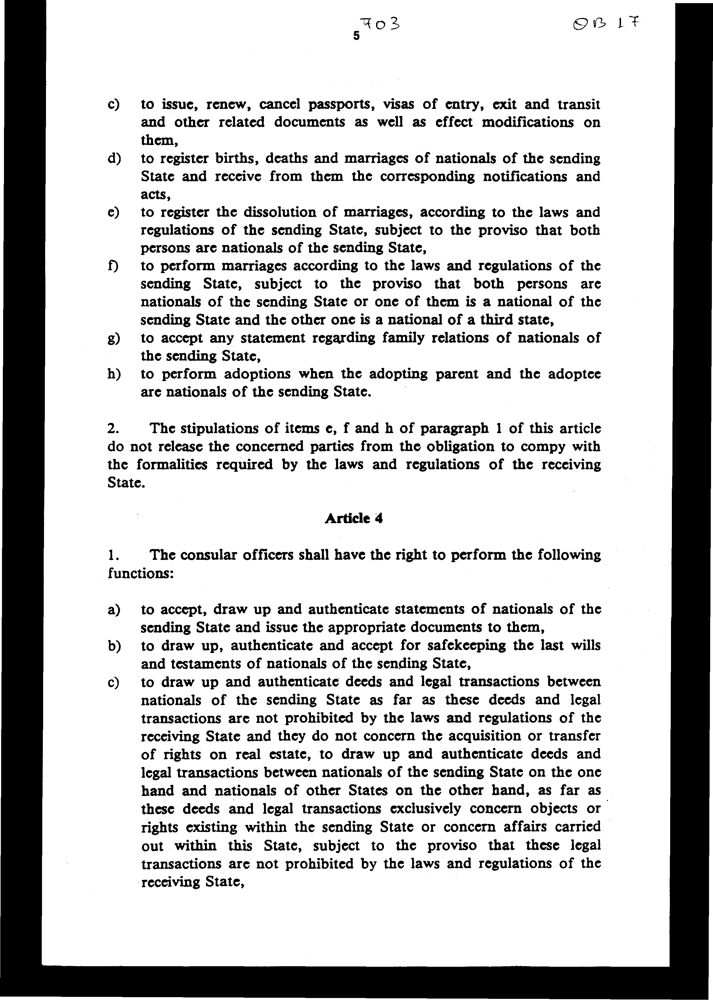 703
OB 17
5
c) to issue, renew, cancel passports, visas of entry, exit and transit
and other related documents as well as effect modifications on
them,
d) to register births, deaths and marriages of nationals of the sending
State and receive from them the corresponding notifications and
acts,
e) to register the dissolution of marriages, according to the laws and
regulations of the sending State, subject to the proviso that both
persons are nationals of the sending State,
f) to perform marriages according to the laws and regulations of the
sending State, subject to the proviso that both persons are
nationals of the sending State or one of them is a national of the
sending State and the other one is a national of a third state,
g) to accept any statement regarding family relations of nationals of
the sending State,
h) to perform adoptions when the adopting parent and the adoptee
are nationals of the sending State.
2. The stipulations of items e, f and h of paragraph 1 of this article
do not release the concerned parties from the obligation to compy with
the formalities required by the laws and regulations of the receiving
State.
Article 4
1. The consular officers shall have the right to perform the following
functions:
a) to accept, draw up and authenticate statements of nationals of the
sending State and issue the appropriate documents to them,
b) to draw up, authenticate and accept for safekeeping the last wills
and testaments of nationals of the sending State,
c) to draw up and authenticate deeds and legal transactions between
nationals of the sending State as far as these deeds and legal
transactions are not prohibited by the laws and regulations of the
receiving State and they do not concern the acquisition or transfer
of rights on real estate, to draw up and authenticate deeds and
legal transactions between nationals of the sending State on the one
hand and nationals of other States on the other hand, as far as
these deeds and legal transactions exclusively concern objects or
rights existing within the sending State or concern affairs carried
out within this State, subject to the proviso that these legal
transactions are not prohibited by the laws and regulations of the
receiving State,